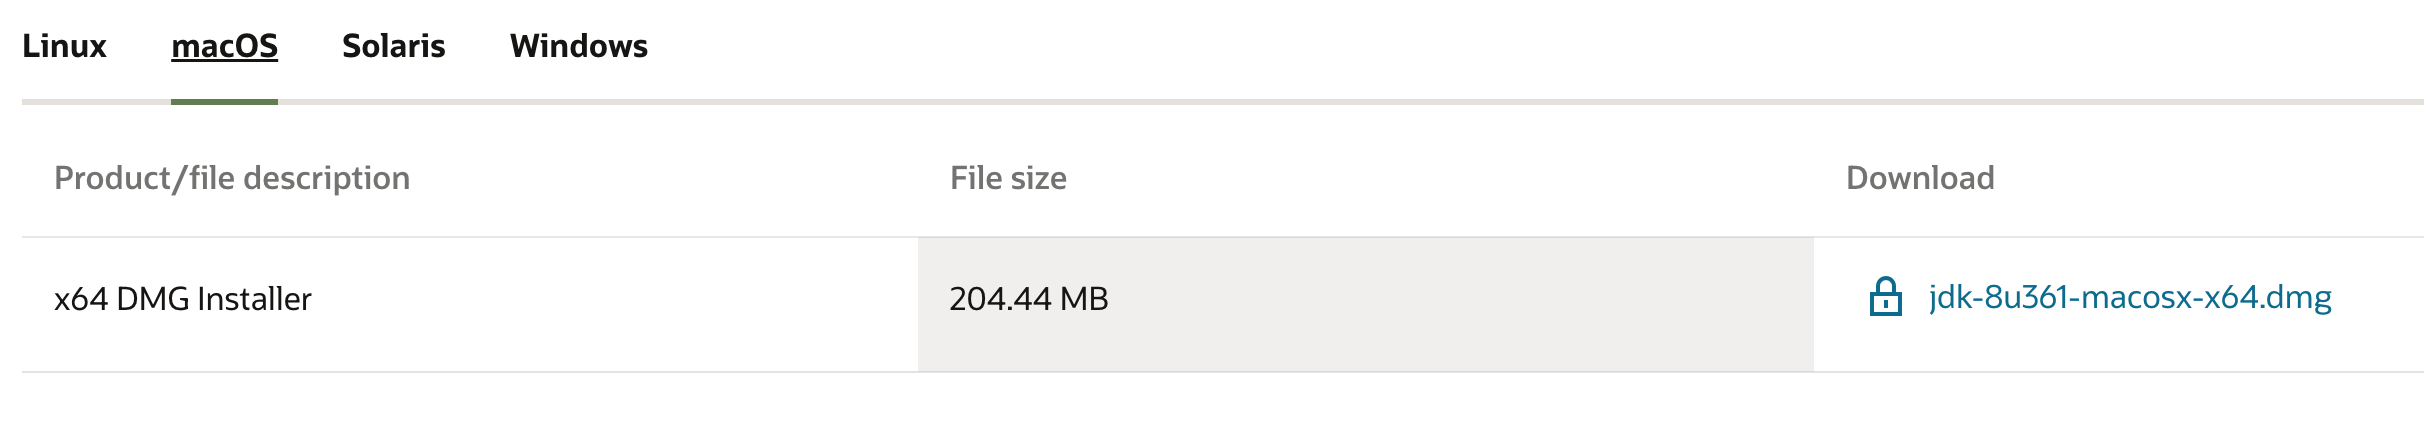 Linux macOS Solaris Windows
Product/file description File size Download
x64 DMG Installer 204.44 MB jdk-8u361-macosx-x64.dmg